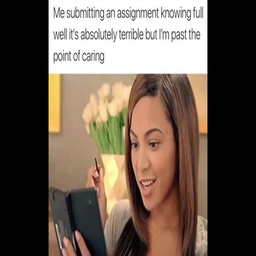 Me submitting an assignment knowing full
well it's absolutely terrible but I'm past the
point of caring